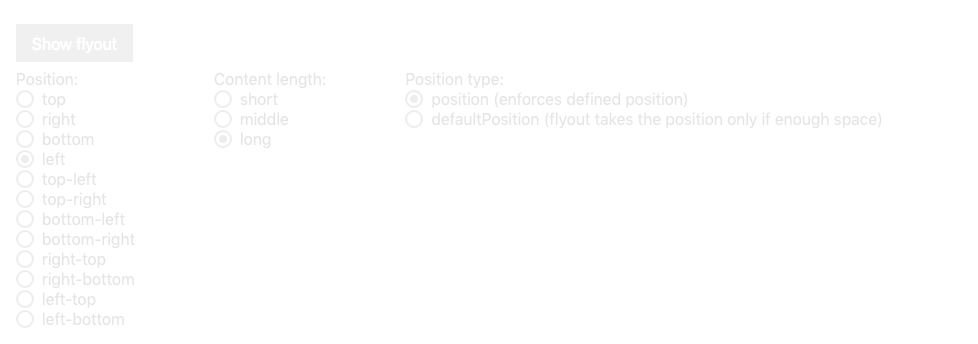 Show flyout
Position:
top
right
bottom
left
top-left
top-right
bottom-left
bottom-right
right-top
right-bottom
left-top
left-bottom
Content length:
short
middle
long
Position type:
position (enforces defined position)
defaultPosition (flyout takes the position only if enough space)